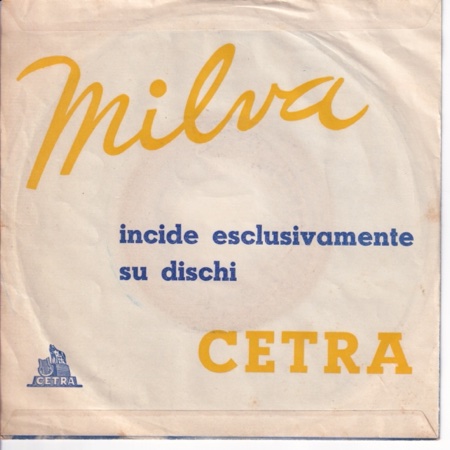 Milva
incide esclusivamente
su dischi
CETRA
CETRA